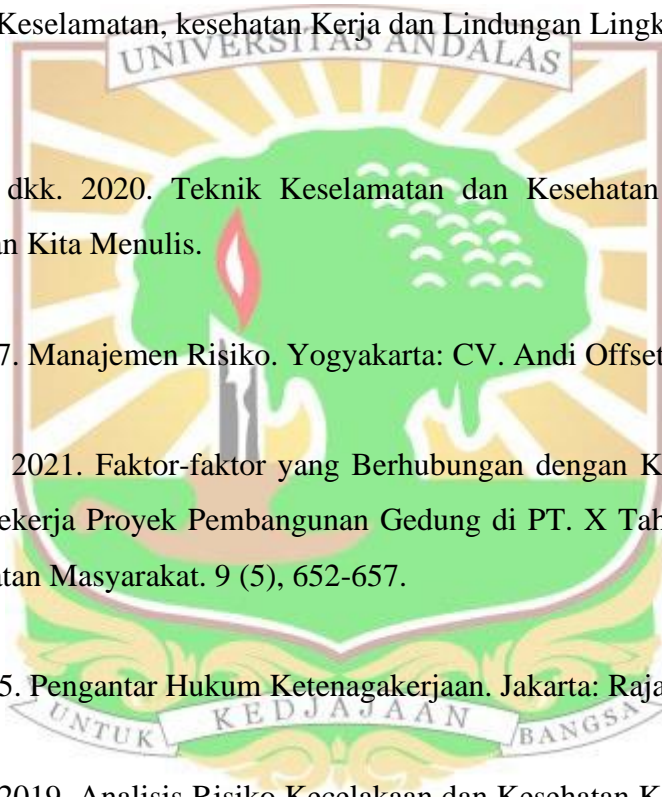 Keselamatan, kesehatan Kerja dan Lindungan Lingk
UNIVERSITAS ANDALAS
dkk. 2020. Teknik Keselamatan dan Kesehatan
n Kita Menulis.
7. Manajemen Risiko. Yogyakarta: CV. Andi Offset
2021. Faktor-faktor yang Berhubungan dengan K
ekerja Proyek Pembangunan Gedung di PT. X Tah
tan Masyarakat. 9 (5), 652-657.
5. Pengantar Hukum Ketenagakerjaan. Jakarta: Raja
UNTUK KEDJAJAAN BANGSA
2019. Analisis Risiko Kecelakaan dan Kesehatan K